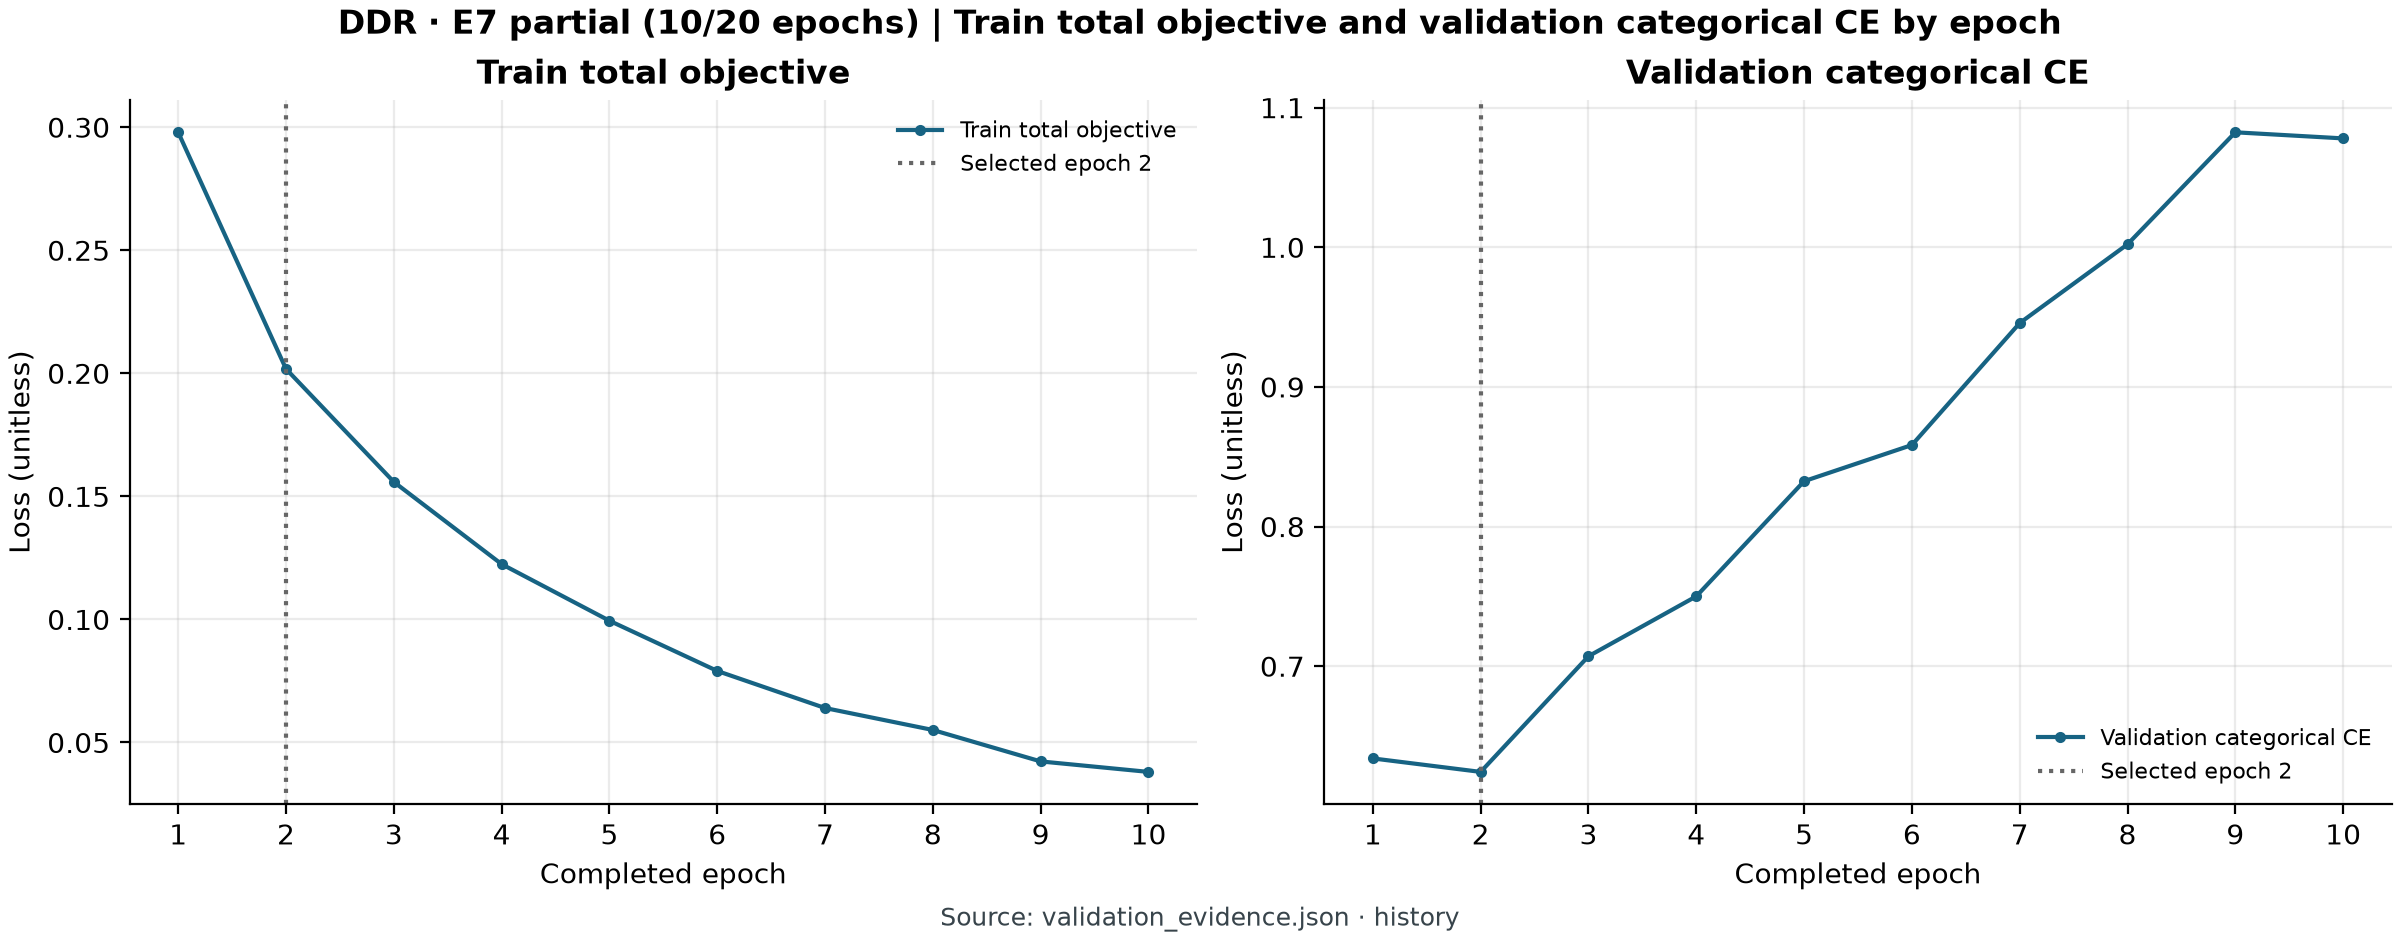 DDR · E7 partial (10/20 epochs) | Train total objective and validation categorical CE by epoch
Train total objective
0.30
0.25
0.20
0.15
0.10
0.05
Loss (unitless)
Train total objective
Selected epoch 2
1 2 3 4 5 6 7 8 9 10
Completed epoch
Validation categorical CE
1.1
1.0
0.9
0.8
0.7
Loss (unitless)
Validation categorical CE
Selected epoch 2
1 2 3 4 5 6 7 8 9 10
Completed epoch
Source: validation_evidence.json · history